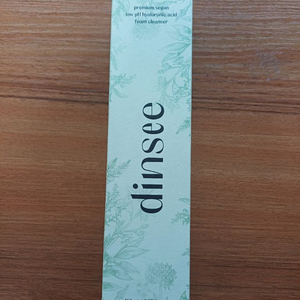 premium vegan
low pH hyaluronic acid
foam cleanser
dinsee